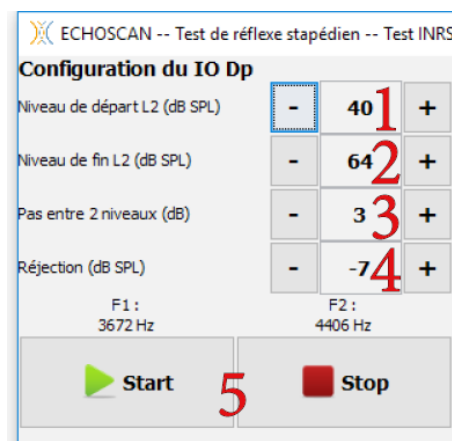 ECHOSCAN -- Test de réflexe stapédien -- Test INRS
Configuration du IO Dp
Niveau de départ L2 (dB SPL) - 40 1 +
Niveau de fin L2 (dB SPL) - 64 2 +
Pas entre 2 niveaux (dB) - 3 3 +
Réjection (dB SPL) - -7 4 +
F1 : F2 :
3672 Hz 4406 Hz
Start 5 Stop